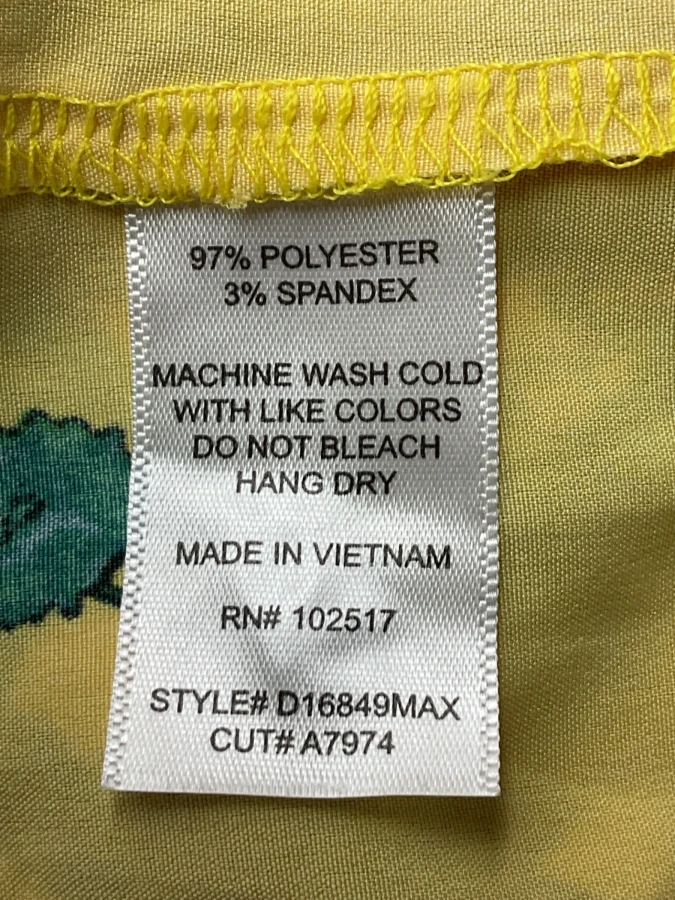 97% POLYESTER
3% SPANDEX
MACHINE WASH COLD
WITH LIKE COLORS
DO NOT BLEACH
HANG DRY
MADE IN VIETNAM
RN# 102517
STYLE# D16849MAX
CUT# A7974